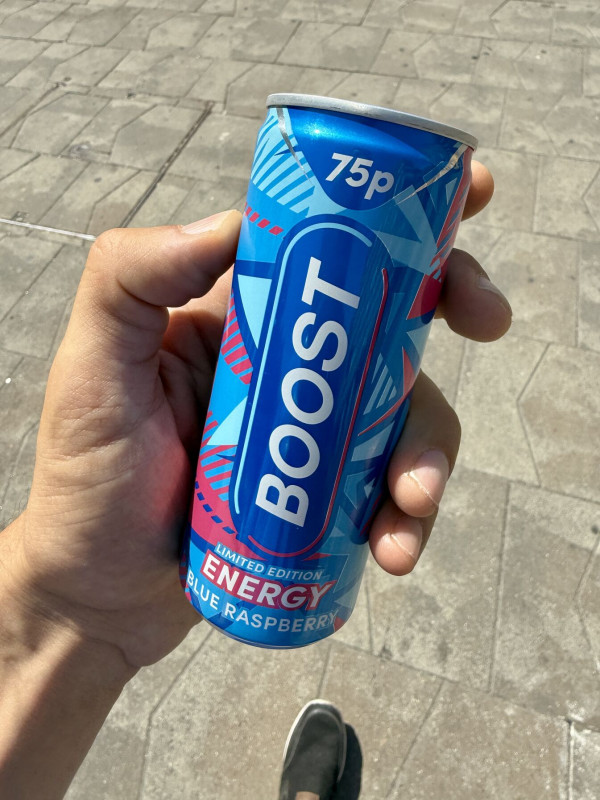 75p
BOOST
LIMITED EDITION
ENERGY
BLUE RASPBERRY